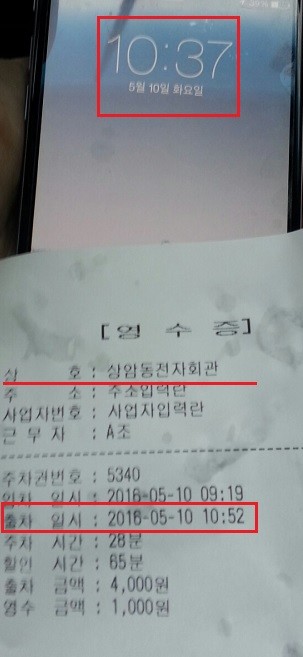 10:37
5월 10일 화요일
[영 수 증]
상 호 : 상암동전자회관
주 소 : 주소입력란
사업자번호 : 사업자입력란
근 무 자 : A조
주차권번호 : 5340
입차 일시 : 2016-05-10 09:19
출차 일시 : 2016-05-10 10:52
주차 시간 : 28분
할인 시간 : 65분
출차 금액 : 4,000원
영수 금액 : 1,000원